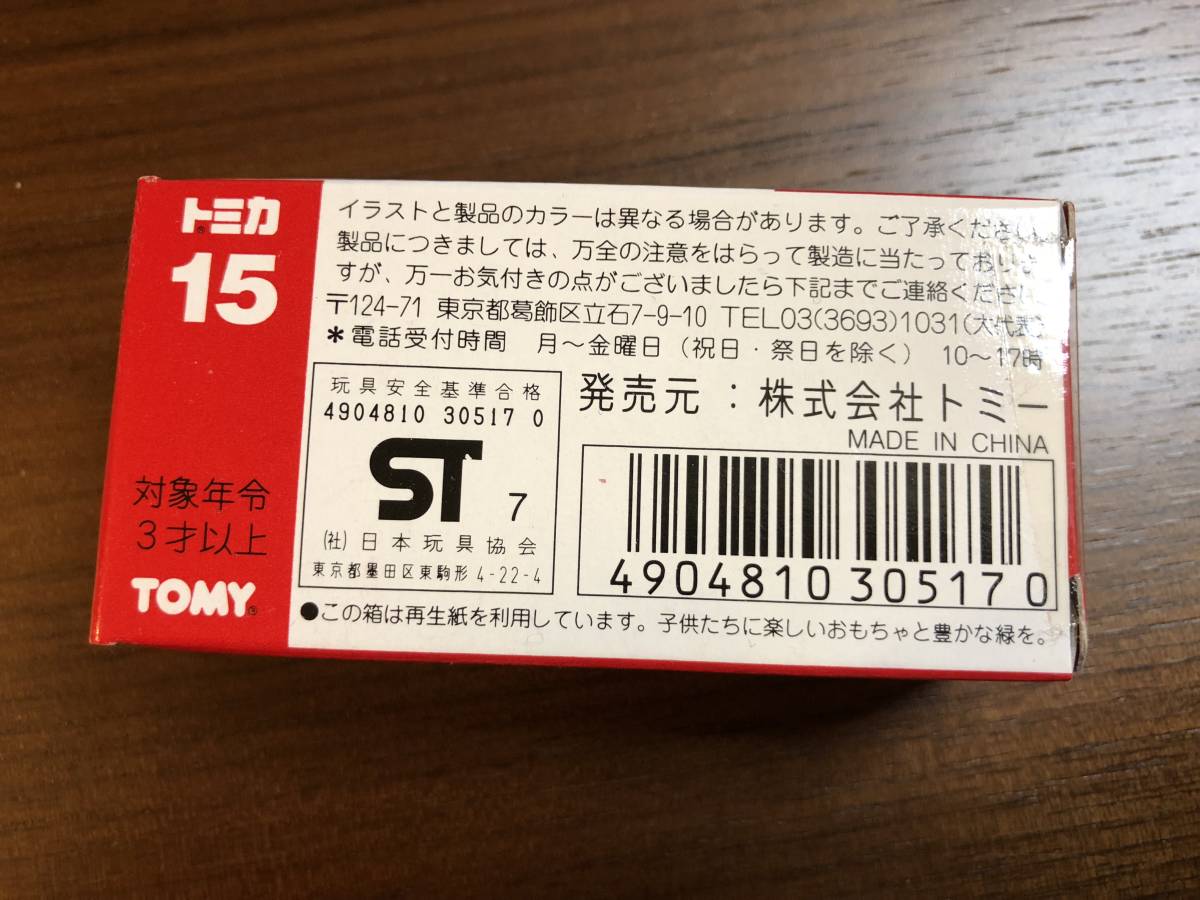 トミカ
15
対象年令
3才以上
TOMY
イラストと製品のカラーは異なる場合があります。ご了承ください。
製品につきましては、万全の注意をはらって製造に当たっておりま
すが、万一お気付きの点がございましたら下記までご連絡ください。
〒124-71 東京都葛飾区立石7-9-10 TEL03(3693)1031(大代表)
*電話受付時間 月〜金曜日(祝日・祭日を除く) 10〜17時
玩具安全基準合格
4904810 30517 0
ST 7
(社)日本玩具協会
東京都墨田区東駒形 4-22-4
発売元:株式会社トミー
MADE IN CHINA
4904810 305170
●この箱は再生紙を利用しています。子供たちに楽しいおもちゃと豊かな緑を。